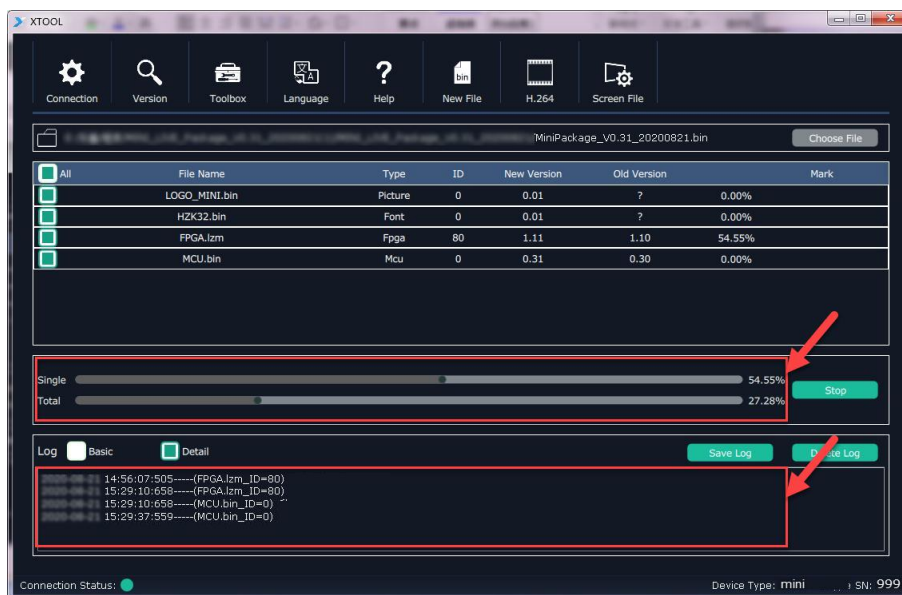 XTOOL
Connection Version Toolbox Language Help New File H.264 Screen File
bin
MiniPackage_V0.31_20200821.bin Choose File
All File Name Type ID New Version Old Version Mark
LOGO_MINI.bin Picture 0 0.01 ? 0.00%
HZK32.bin Font 0 0.01 ? 0.00%
FPGA.lzm Fpga 80 1.11 1.10 54.55%
MCU.bin Mcu 0 0.31 0.30 0.00%
Single 54.55%
Total 27.28%
Stop
Log Basic Detail Save Log Log
14:56:07:505-----(FPGA.lzm_ID=80)
15:29:10:658-----(FPGA.lzm_ID=80)
15:29:10:658-----(MCU.bin_ID=0)
15:29:37:559-----(MCU.bin_ID=0)
Connection Status: Device Type: mini SN: 999